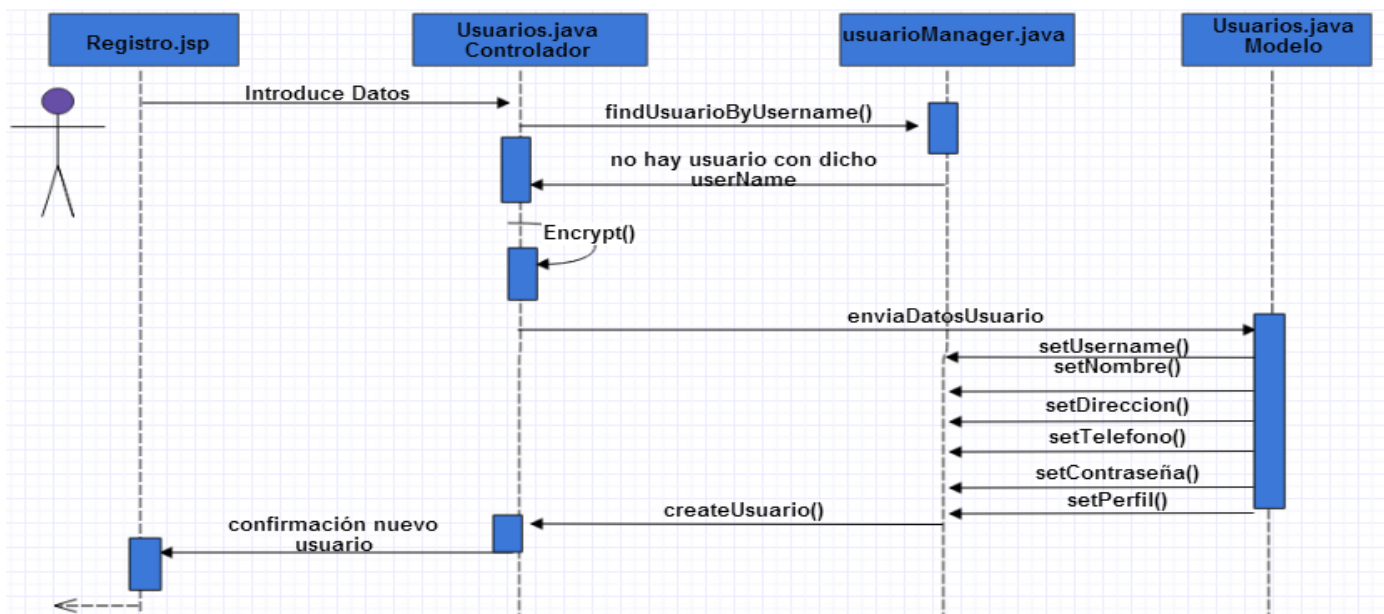 Registro.jsp
Usuarios.java
Controlador
usuarioManager.java
Usuarios.java
Modelo
Introduce Datos
findUsuarioByUsername()
no hay usuario con dicho
userName
Encrypt()
enviaDatosUsuario
setUsername()
setNombre()
setDireccion()
setTelefono()
setContraseña()
setPerfil()
createUsuario()
confirmación nuevo
usuario